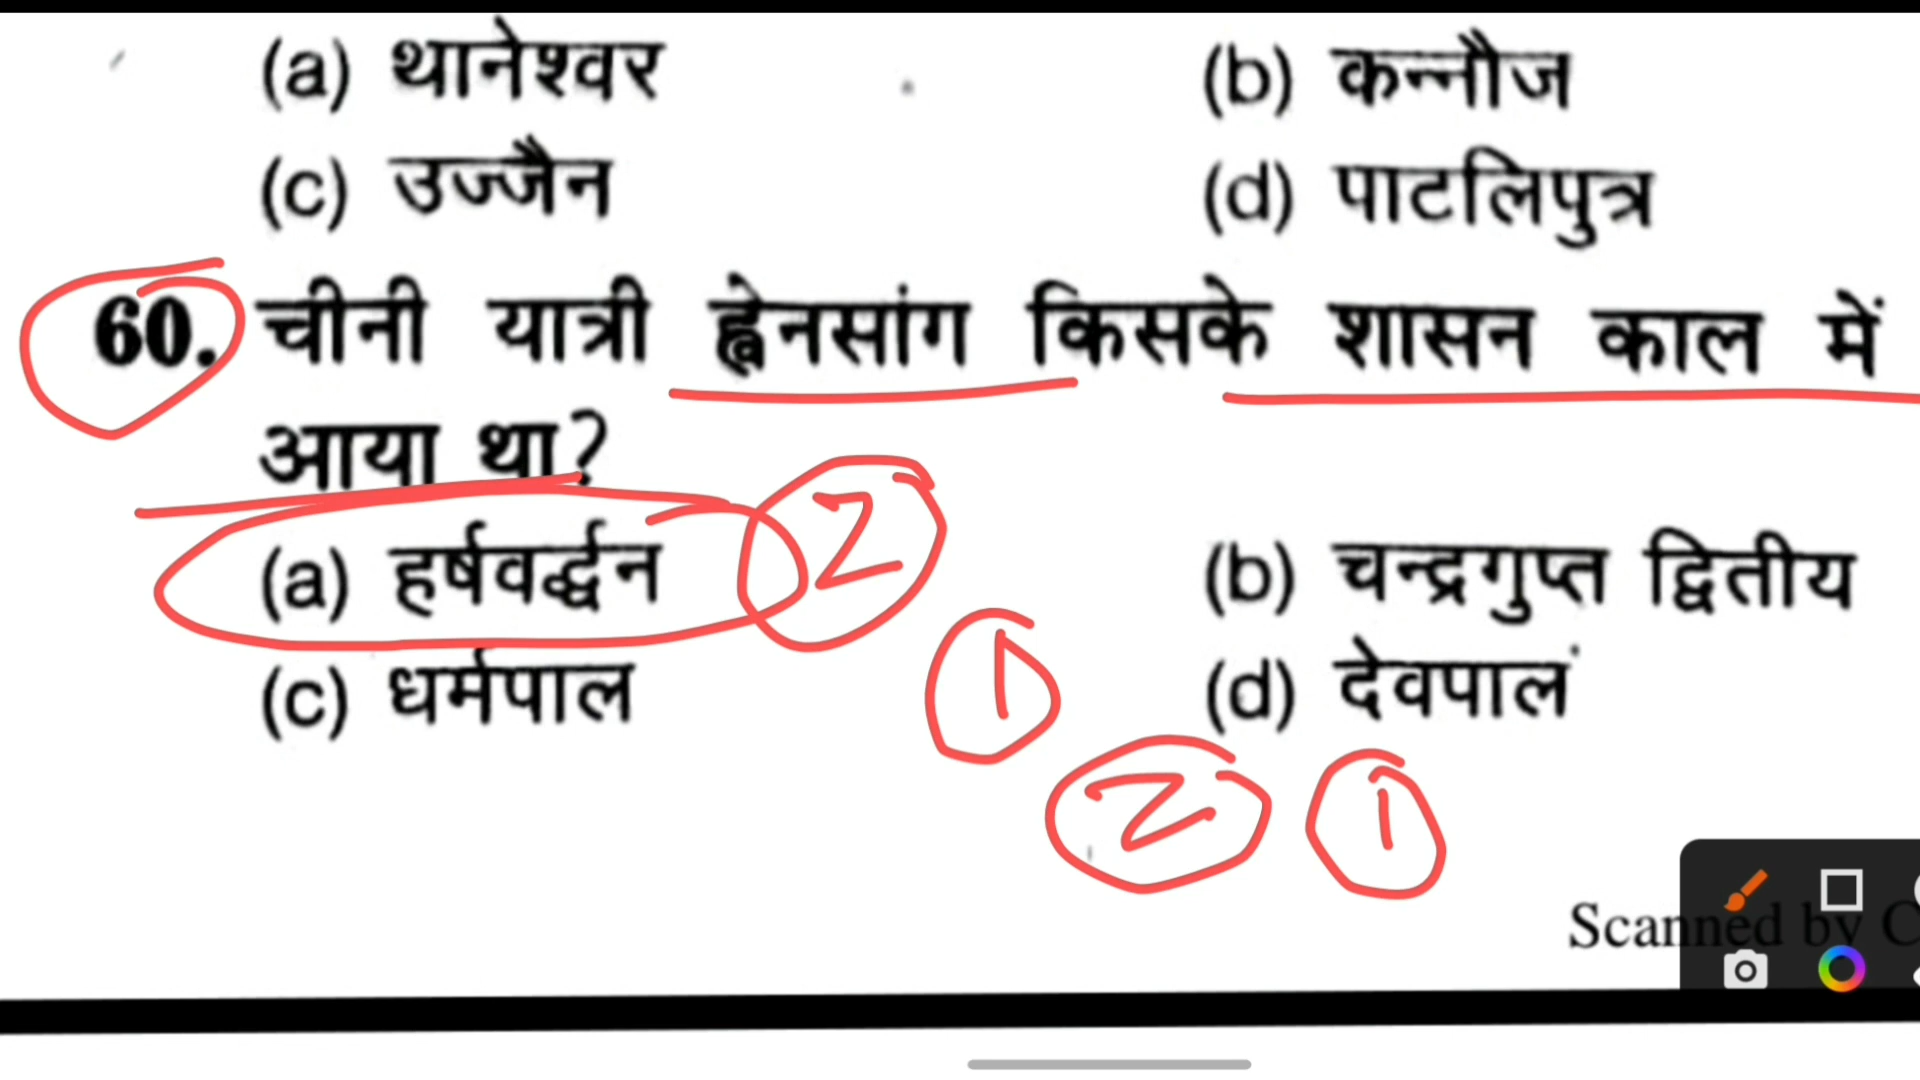 (a) थानेश्वर (b) कन्नौज
(c) उज्जैन (d) पाटलिपुत्र
60. चीनी यात्री ह्वेनसांग किसके शासन काल में
आया था?
(a) हर्षवर्द्धन 2 (b) चन्द्रगुप्त द्वितीय
(c) धर्मपाल 1 (d) देवपाल
2 1
Scanned by C